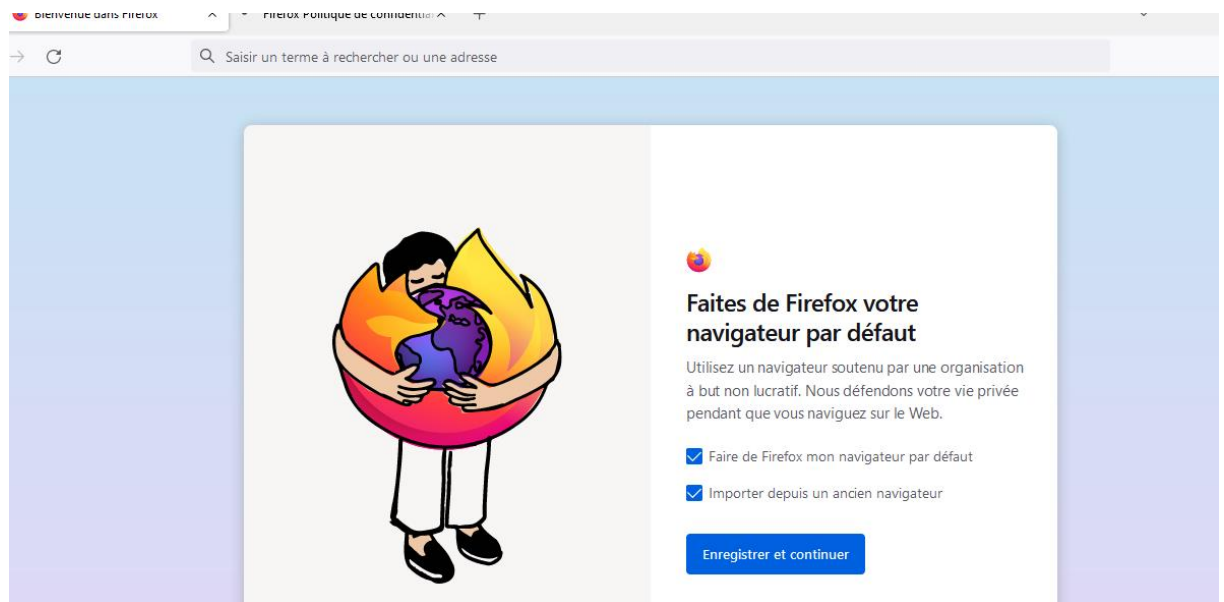 Bienvenue dans Firefox
Firefox Politique de confidential
Saisir un terme à rechercher ou une adresse
Faites de Firefox votre
navigateur par défaut
Utilisez un navigateur soutenu par une organisation
à but non lucratif. Nous défendons votre vie privée
pendant que vous naviguez sur le Web.
Faire de Firefox mon navigateur par défaut
Importer depuis un ancien navigateur
Enregistrer et continuer